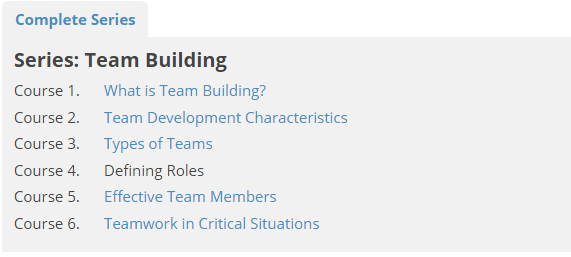 Complete Series
Series: Team Building
Course 1. What is Team Building?
Course 2. Team Development Characteristics
Course 3. Types of Teams
Course 4. Defining Roles
Course 5. Effective Team Members
Course 6. Teamwork in Critical Situations